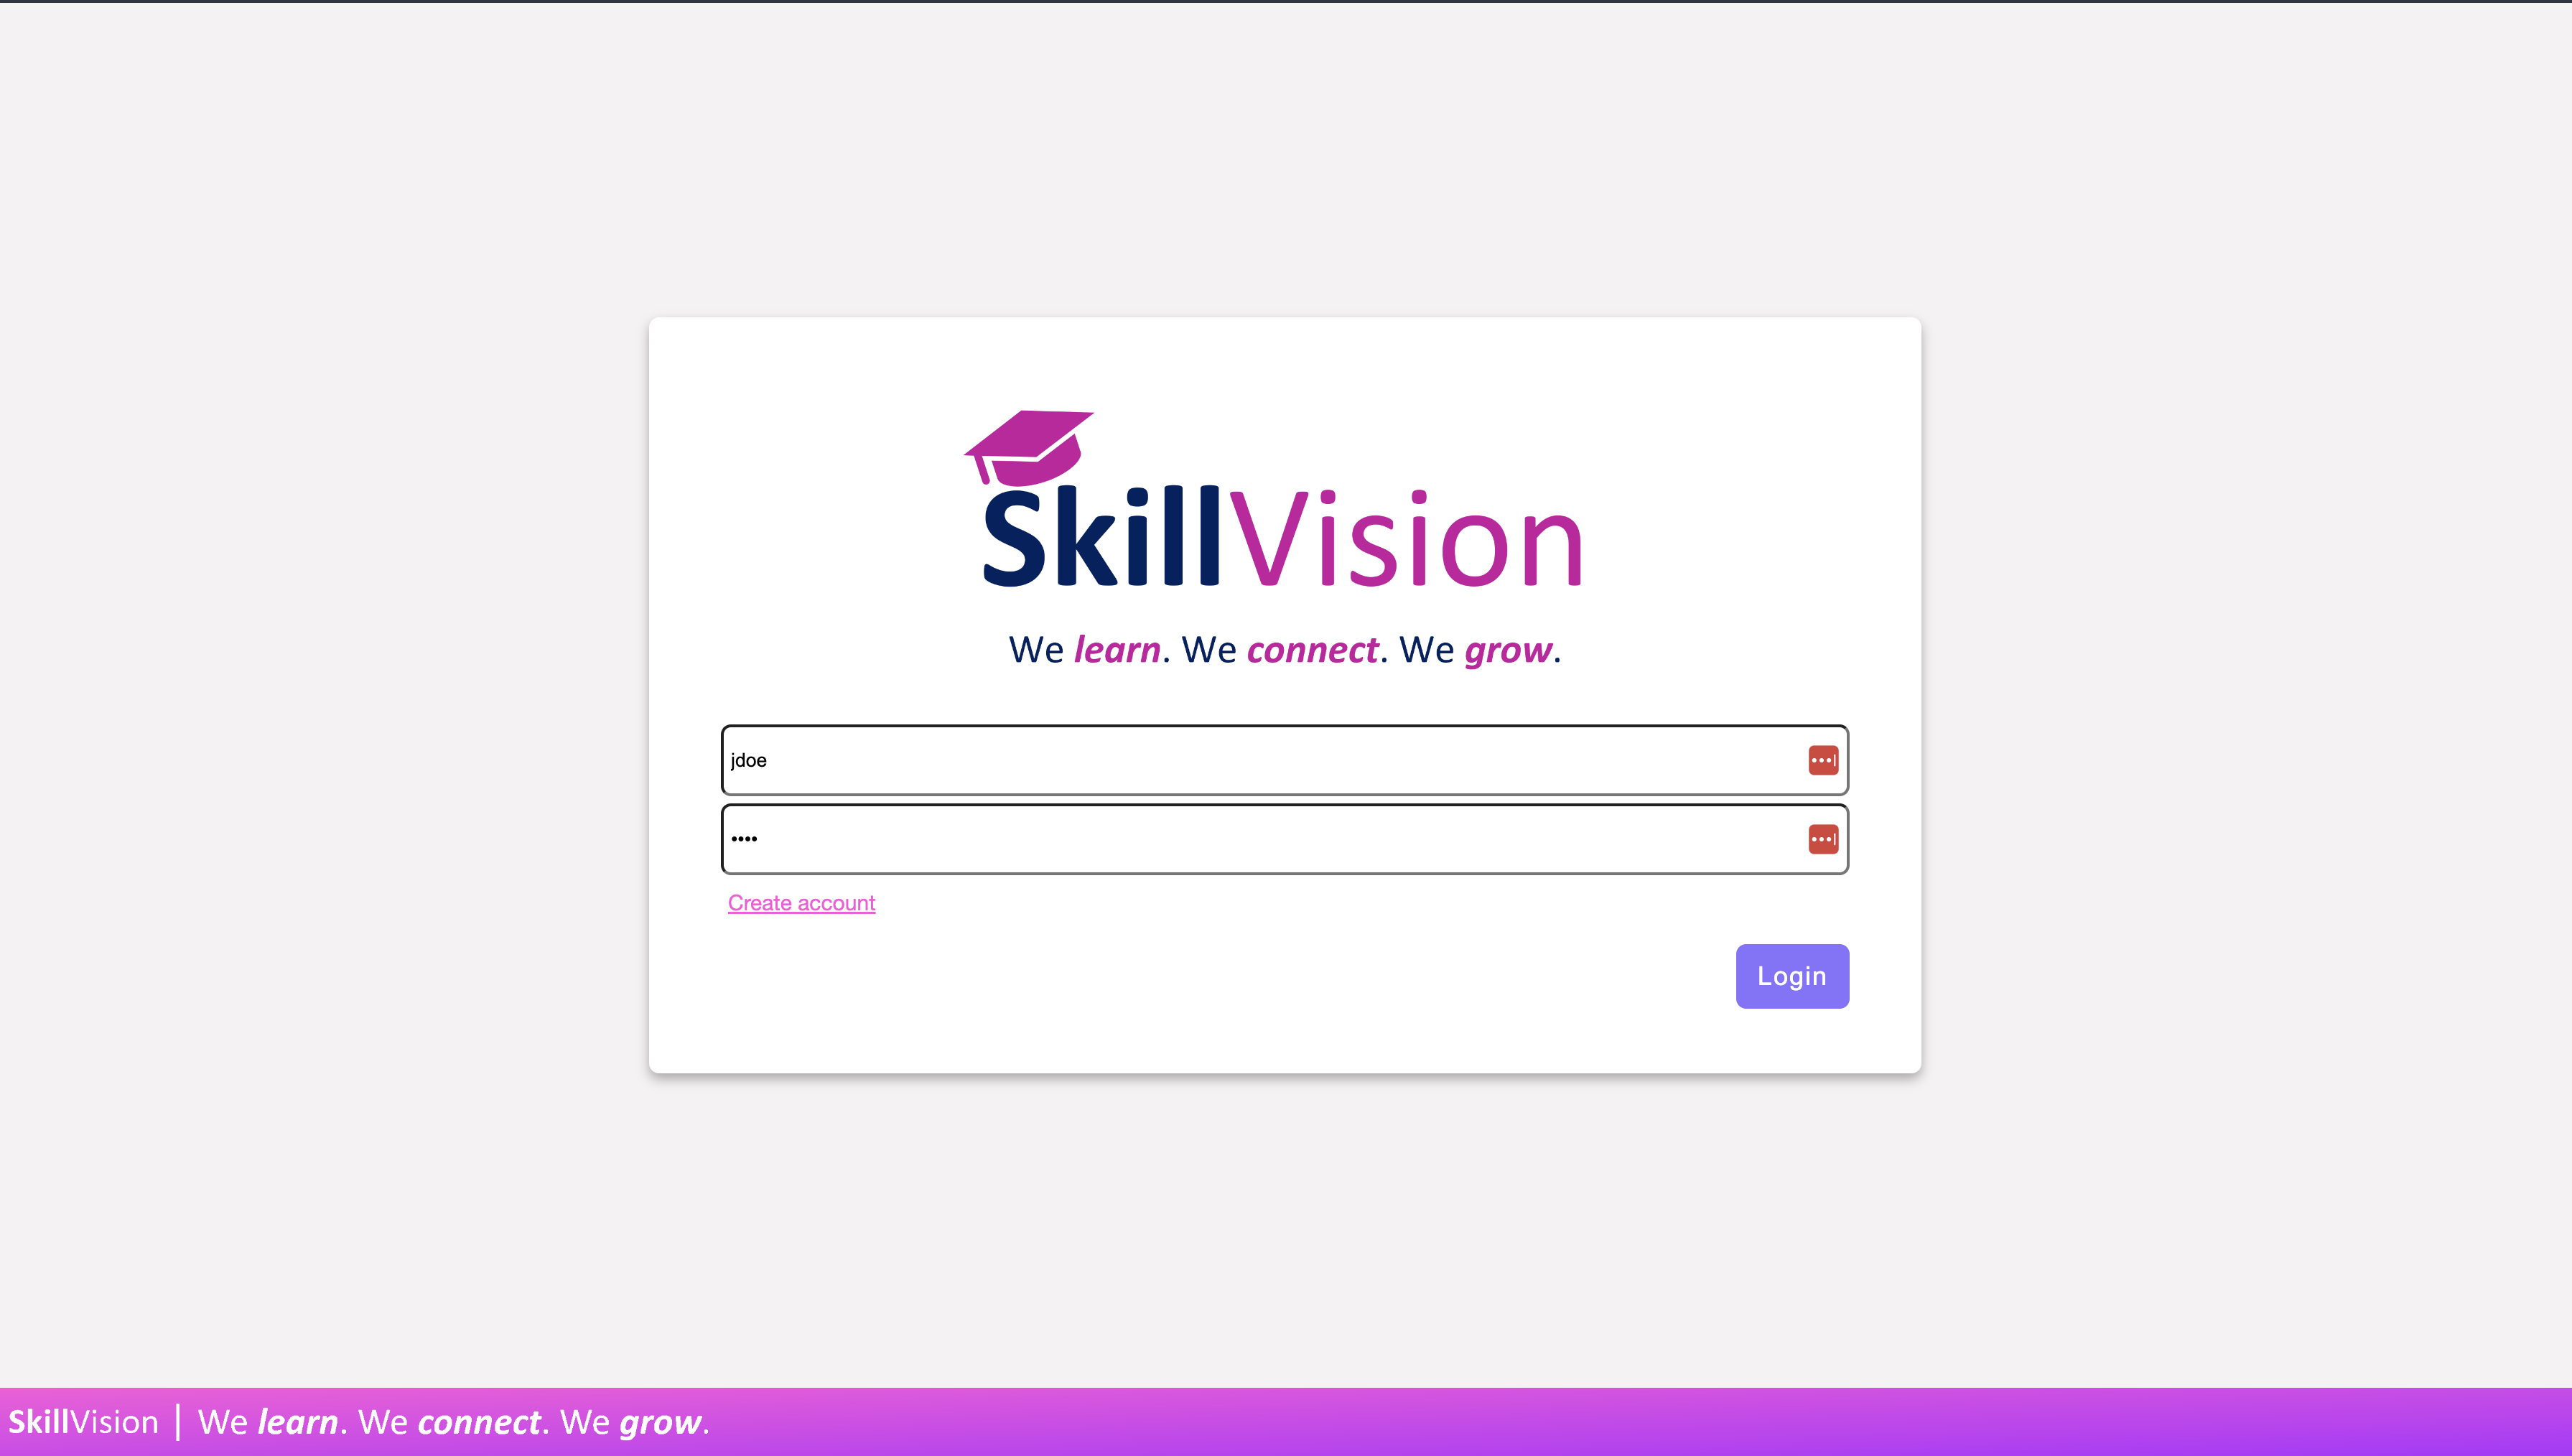 SkillVision
We learn. We connect. We grow.
jdoe
••••
Create account
Login
SkillVision | We learn. We connect. We grow.